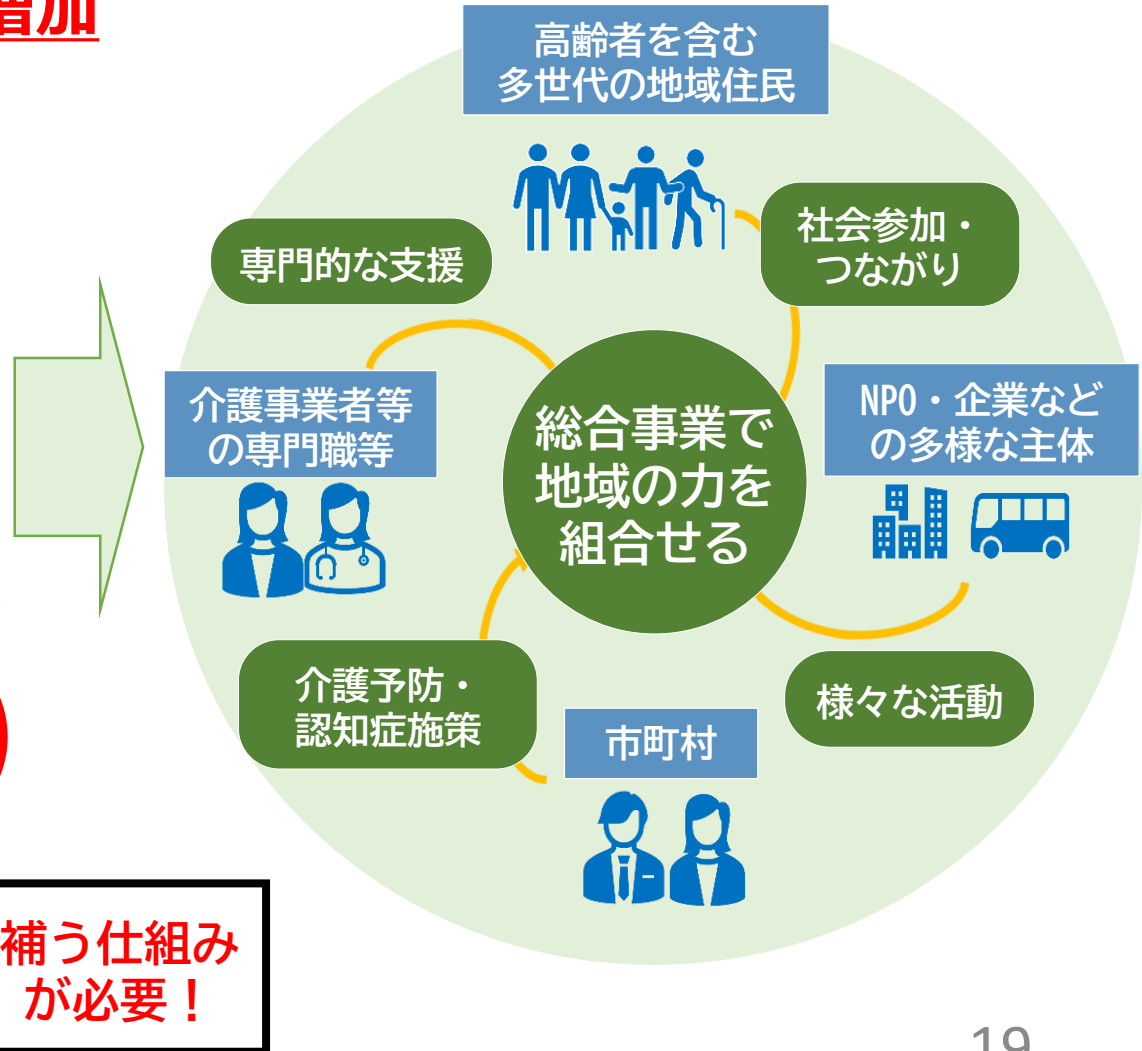 増加
高齢者を含む
多世代の地域住民
専門的な支援
社会参加・
つながり
介護事業者等
の専門職等
総合事業で
地域の力を
組合せる
NPO・企業など
の多様な主体
介護予防・
認知症施策
様々な活動
市町村
補う仕組み
が必要！
19